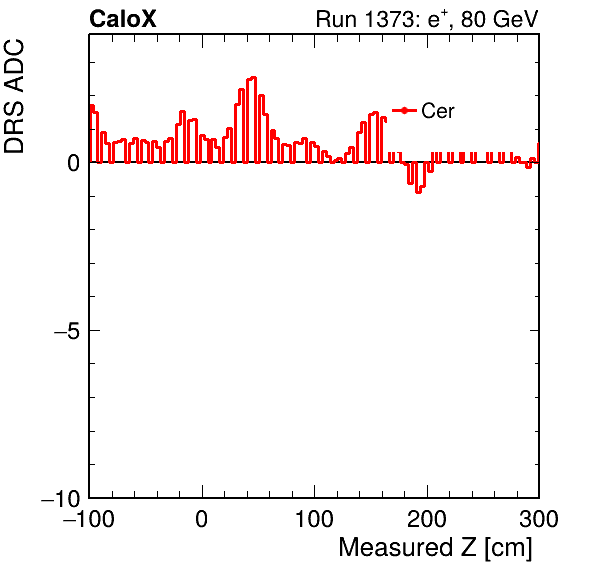 CaloX Run 1373: e⁺, 80 GeV
DRS ADC
Cer
0
−5
−10
−100 0 100 200 300
Measured Z [cm]